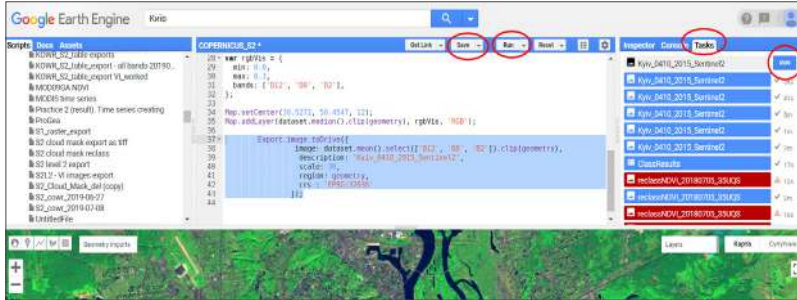 Google Earth Engine
Київ
Scripts Docs Assets
COPERNICUS_S2 *
Get Link
Save
Run
Reset
Inspector Console Tasks
KOWR_S2_table exports
KOWR_S2_table_export - all bands 20190...
KOWR_S2_table_export VI_worked
MOD09GA NDVI
MODIS time series
Practice 2 (result). Time series creating
ProGea
S1_raster_export
S2 cloud mask export as tiff
S2 cloud mask reclass
S2 level 2 export
S2L2 - VI images export
S2_Cloud_Mask_del (copy)
S2_cowr_2019-06-27
S2_cowr_2019-07-08
UntitledFile
28 var rgbVis = {
29 min: 0.0,
30 max: 0.3,
31 bands: ['B12', 'B8', 'B2'],
32 };
33
34 Map.setCenter(30.5272, 50.4547, 12);
35 Map.addLayer(dataset.median().clip(geometry), rgbVis, 'RGB');
36
37 Export.image.toDrive({
38 image: dataset.mean().select(['B12', 'B8', 'B2']).clip(geometry),
39 description: 'Kyiv_0410_2015_Sentinel2',
40 scale: 30,
41 region: geometry,
42
43 });
44
Kyiv_0410_2015_Sentinel2
RUN
Kyiv_0410_2015_Sentinel2
Kyiv_0410_2015_Sentinel2
Kyiv_0410_2015_Sentinel2
Kyiv_0410_2015_Sentinel2
Kyiv_0410_2015_Sentinel2
ClassResults
reclassNDVI_20180705_35UQS
reclassNDVI_20180705_35UQS
reclassNDVI_20180705_35UQS
Geometry Imports
Layers
Карта